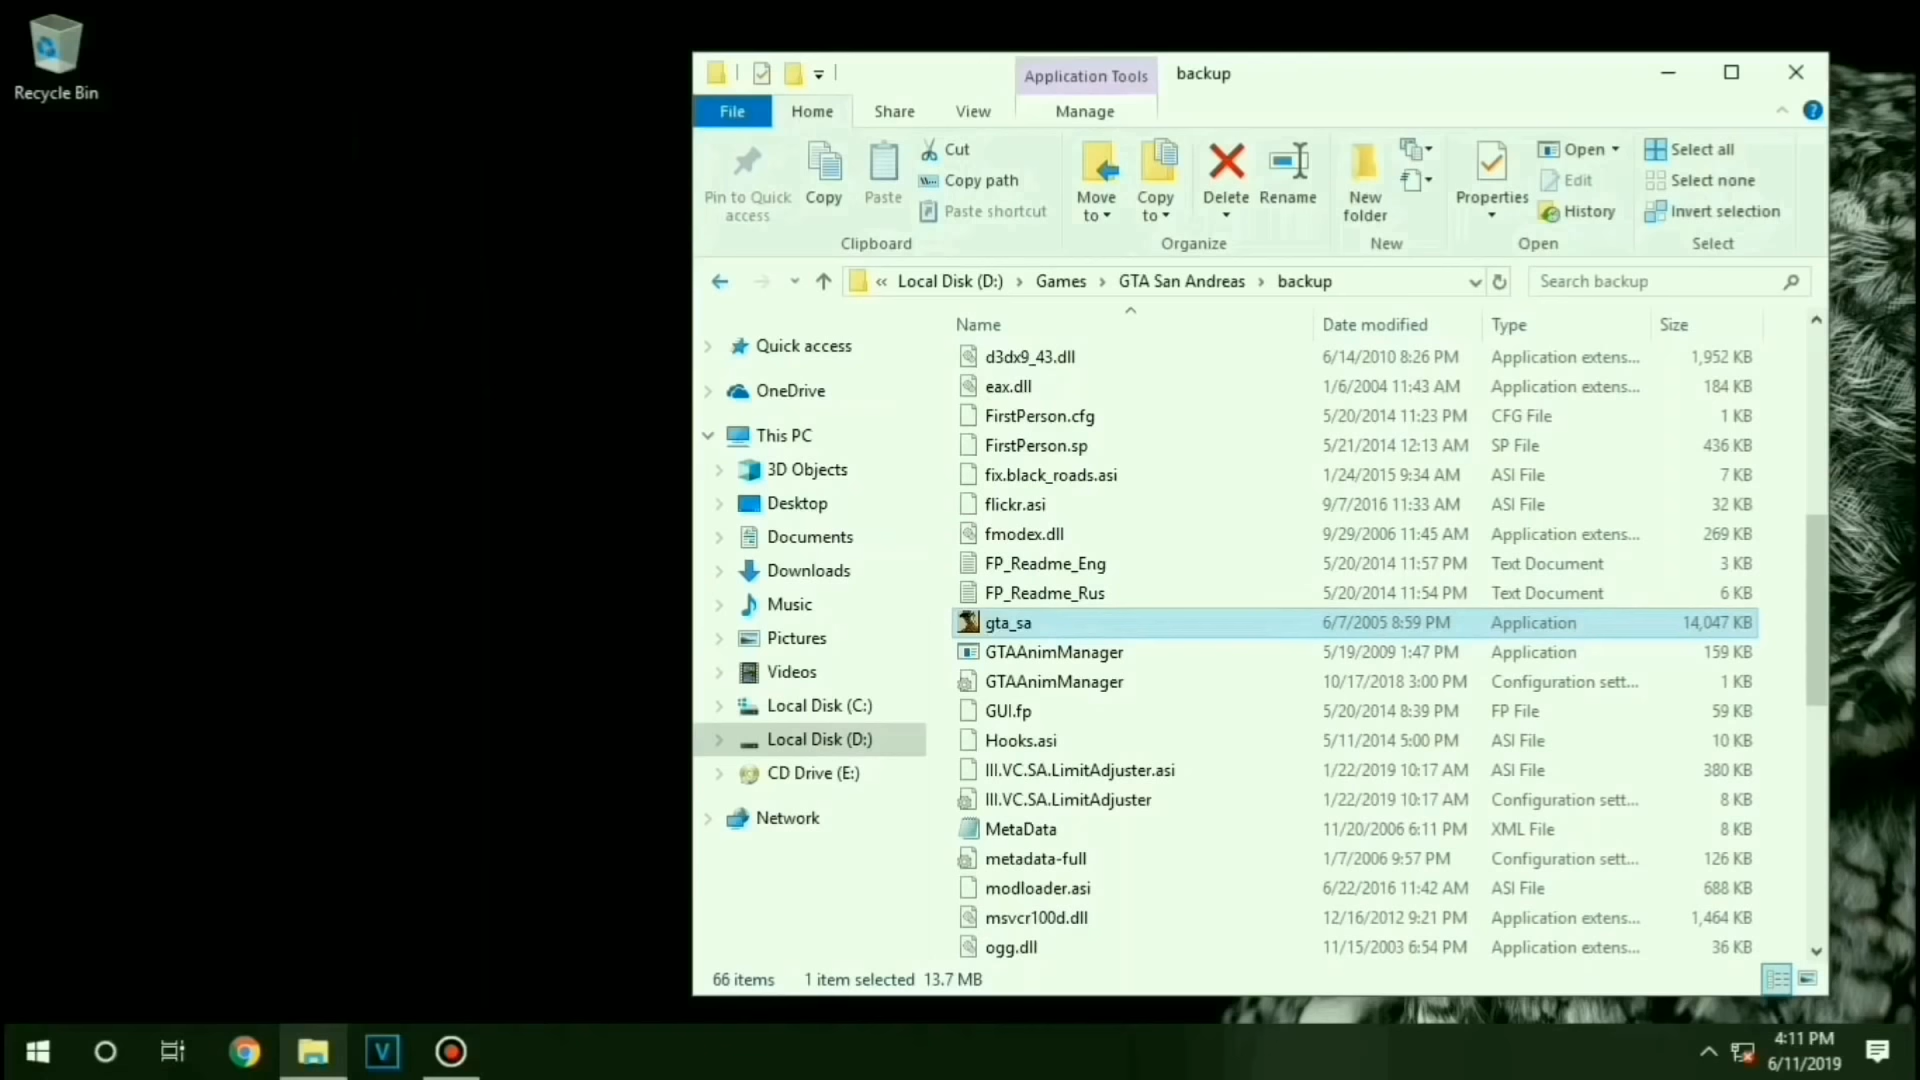 Recycle Bin
Application Tools
backup
File
Home
Share
View
Manage
Pin to Quick access
Copy
Paste
Cut
Copy path
Paste shortcut
Clipboard
Move to
Copy to
Delete
Rename
Organize
New folder
New
Properties
Open
Edit
History
Open
Select all
Select none
Invert selection
Select
« Local Disk (D:) › Games › GTA San Andreas › backup
Search backup
Quick access
OneDrive
This PC
3D Objects
Desktop
Documents
Downloads
Music
Pictures
Videos
Local Disk (C:)
Local Disk (D:)
CD Drive (E:)
Network
Name Date modified Type Size
d3dx9_43.dll 6/14/2010 8:26 PM Application extens... 1,952 KB
eax.dll 1/6/2004 11:43 AM Application extens... 184 KB
FirstPerson.cfg 5/20/2014 11:23 PM CFG File 1 KB
FirstPerson.sp 5/21/2014 12:13 AM SP File 436 KB
fix.black_roads.asi 1/24/2015 9:34 AM ASI File 7 KB
flickr.asi 9/7/2016 11:33 AM ASI File 32 KB
fmodex.dll 9/29/2006 11:45 AM Application extens... 269 KB
FP_Readme_Eng 5/20/2014 11:57 PM Text Document 3 KB
FP_Readme_Rus 5/20/2014 11:54 PM Text Document 6 KB
gta_sa 6/7/2005 8:59 PM Application 14,047 KB
GTAAnimManager 5/19/2009 1:47 PM Application 159 KB
GTAAnimManager 10/17/2018 3:00 PM Configuration sett... 1 KB
GUI.fp 5/20/2014 8:39 PM FP File 59 KB
Hooks.asi 5/11/2014 5:00 PM ASI File 10 KB
III.VC.SA.LimitAdjuster.asi 1/22/2019 10:17 AM ASI File 380 KB
III.VC.SA.LimitAdjuster 1/22/2019 10:17 AM Configuration sett... 8 KB
MetaData 11/20/2006 6:11 PM XML File 8 KB
metadata-full 1/7/2006 9:57 PM Configuration sett... 126 KB
modloader.asi 6/22/2016 11:42 AM ASI File 688 KB
msvcr100d.dll 12/16/2012 9:21 PM Application extens... 1,464 KB
ogg.dll 11/15/2003 6:54 PM Application extens... 36 KB
66 items 1 item selected 13.7 MB
V
4:11 PM
6/11/2019